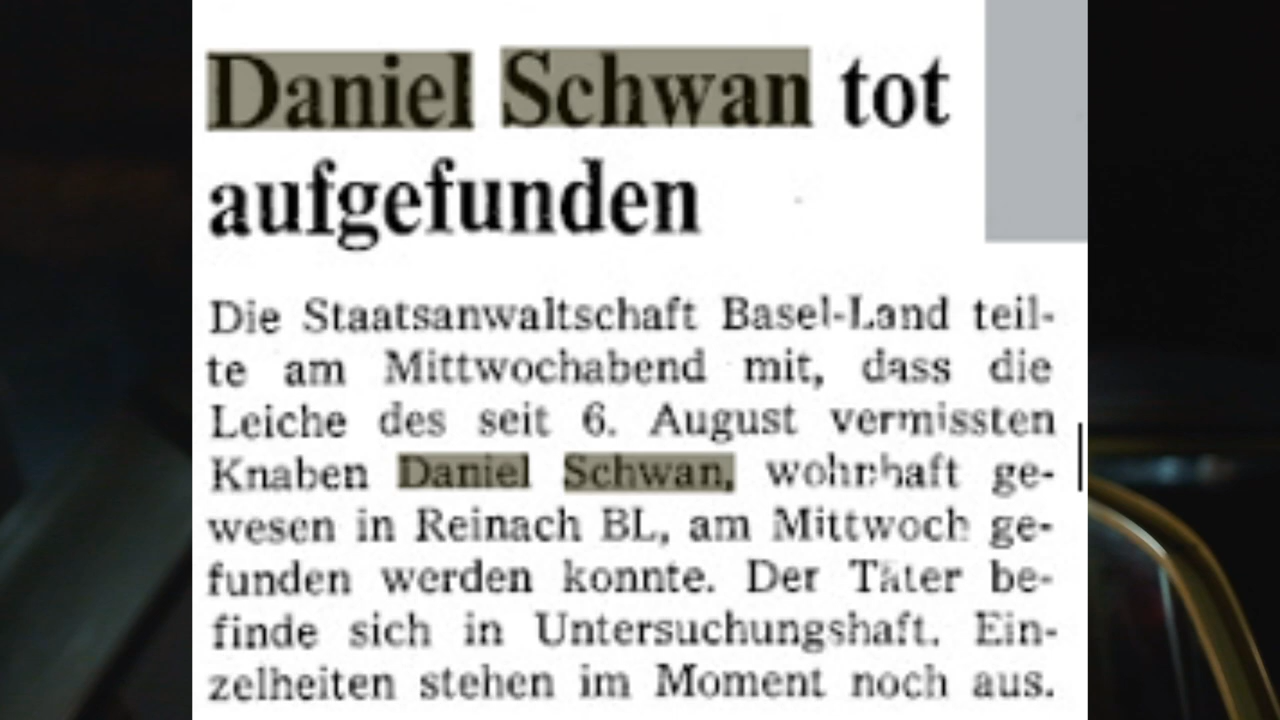 Daniel Schwan tot
aufgefunden
Die Staatsanwaltschaft Basel-Land teil-
te am Mittwochabend mit, dass die
Leiche des seit 6. August vermissten
Knaben Daniel Schwan, wohnhaft ge-
wesen in Reinach BL, am Mittwoch ge-
funden werden konnte. Der Täter be-
finde sich in Untersuchungshaft. Ein-
zelheiten stehen im Moment noch aus.